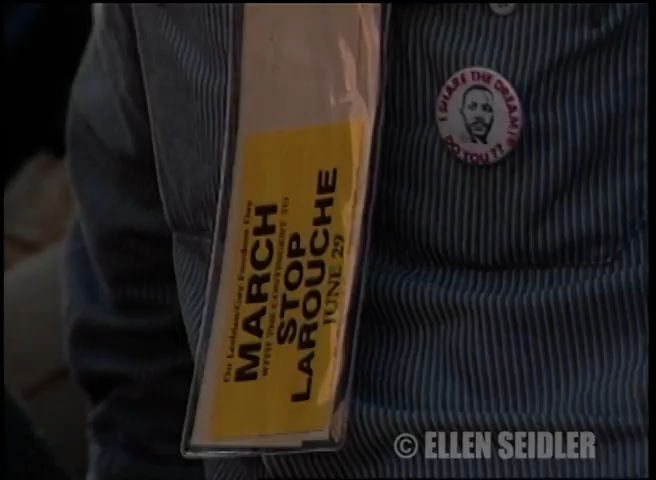 On Lesbian/Gay Freedom Day
MARCH
WITH THE CONTINGENT TO
STOP
LAROUCHE
JUNE 29
I SHARE THE DREAM!!
DO YOU??
© ELLEN SEIDLER